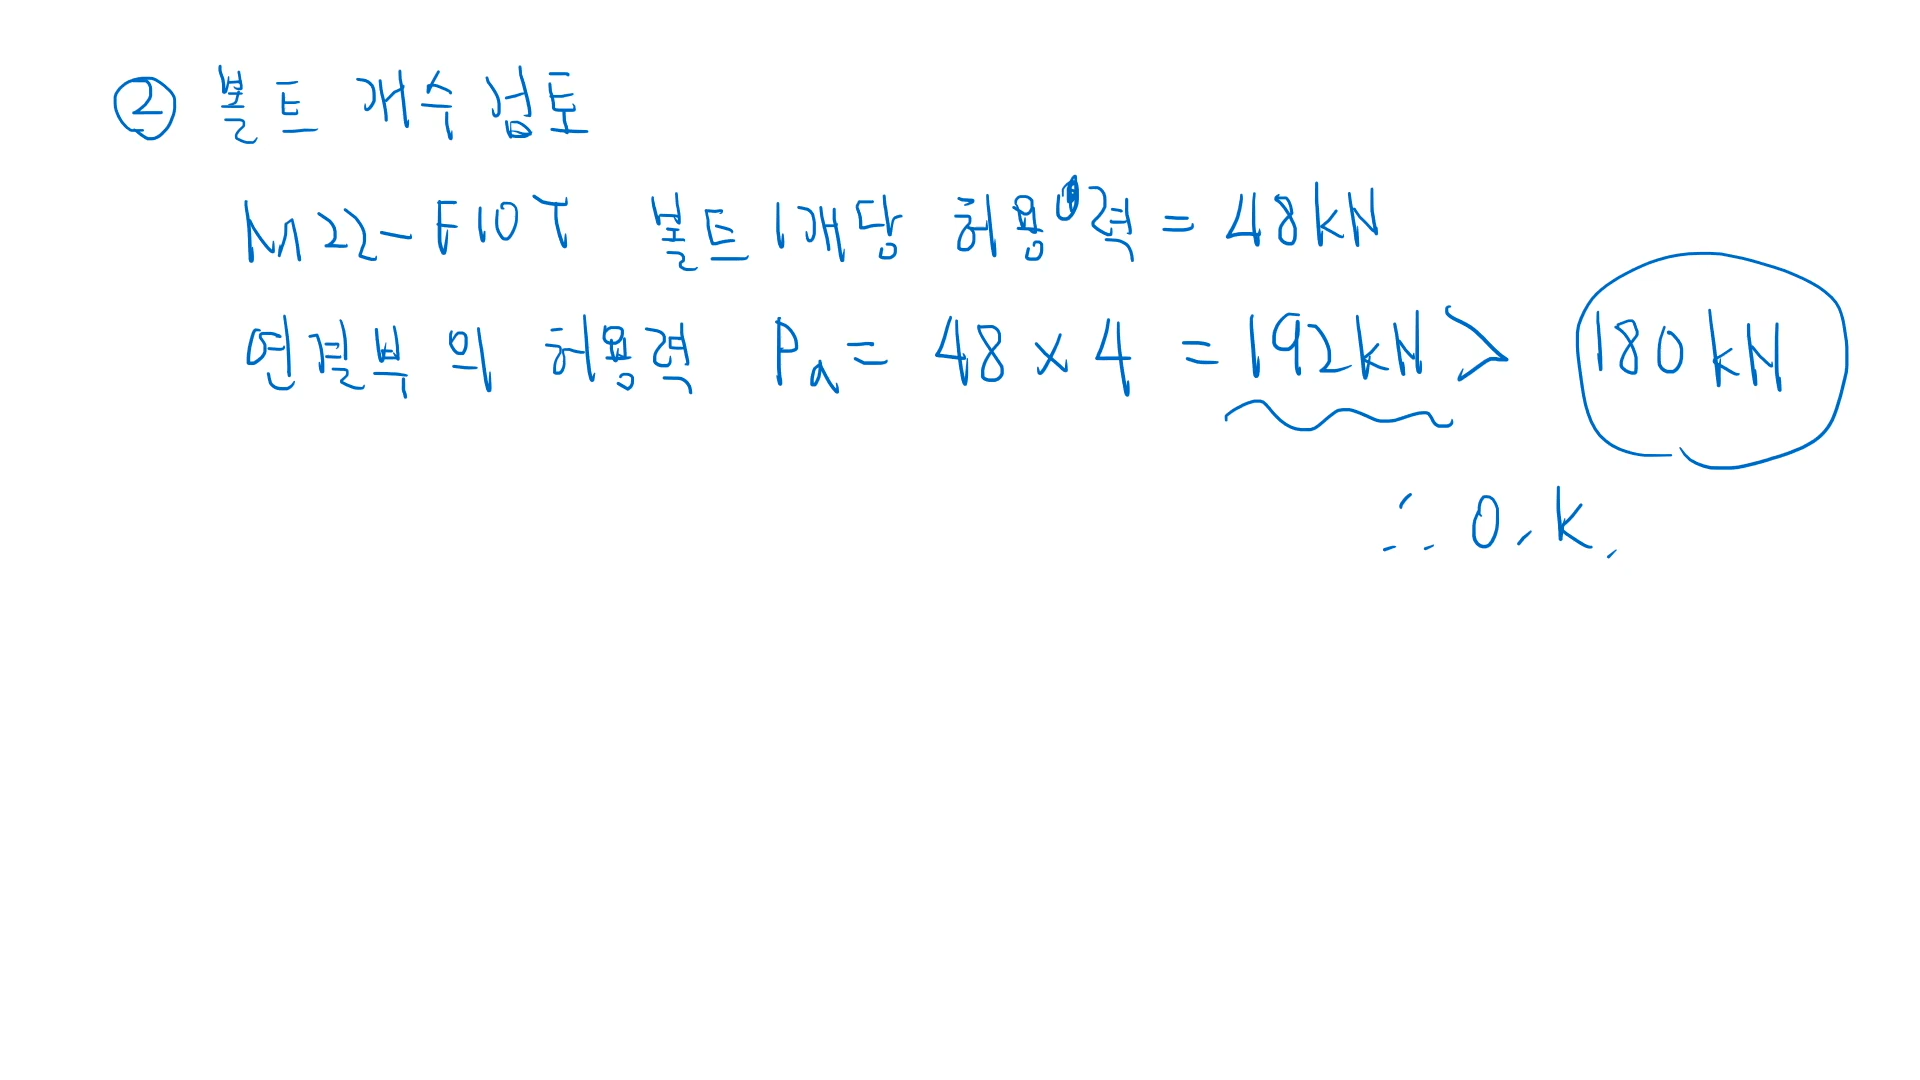 ② 볼트 개수 검토
M22-F10T 볼트 1개당 허용력 = 48kN
연결부의 허용력 Pa = 48 × 4 = 192kN > 180kN
∴ O.K.